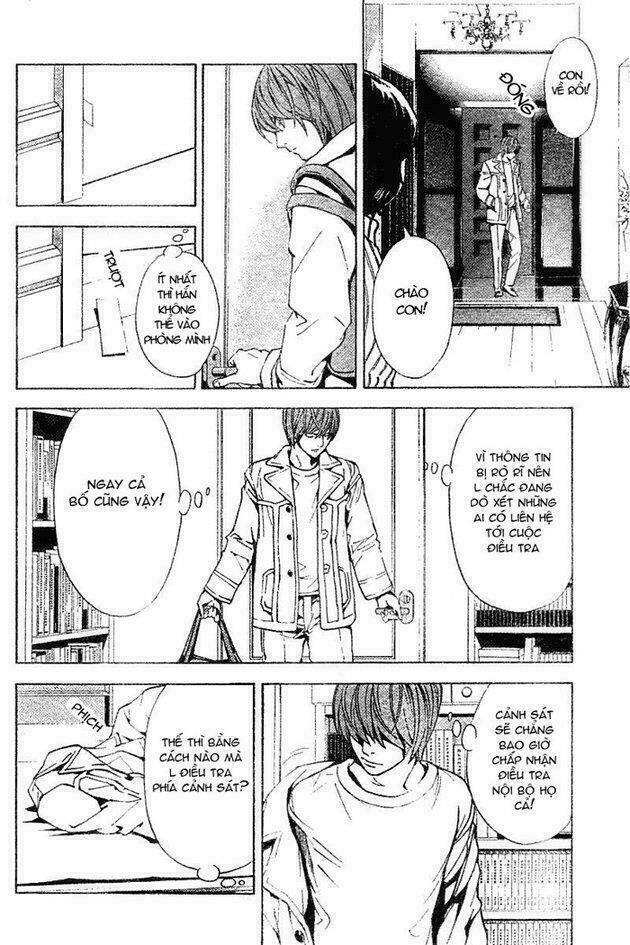 CON
VỀ RỒI!
ĐÓNG
CHÀO
CON!
ÍT NHẤT
THÌ HẮN
KHÔNG
THỂ VÀO
PHÒNG MÌNH
TRƯỢT
VÌ THÔNG TIN
BỊ RÒ RĨ NÊN
L CHẮC ĐANG
DÒ XÉT NHỮNG
AI CÓ LIÊN HỆ
TỚI CUỘC
ĐIỀU TRA
NGAY CẢ
BỐ CŨNG VẬY!
CẢNH SÁT
SẼ CHẲNG
BAO GIỜ
CHẤP NHẬN
ĐIỀU TRA
NỘI BỘ HỌ
CẢ!
THẾ THÌ BẰNG
CÁCH NÀO MÀ
L ĐIỀU TRA
PHÍA CẢNH SÁT?
PHỊCH